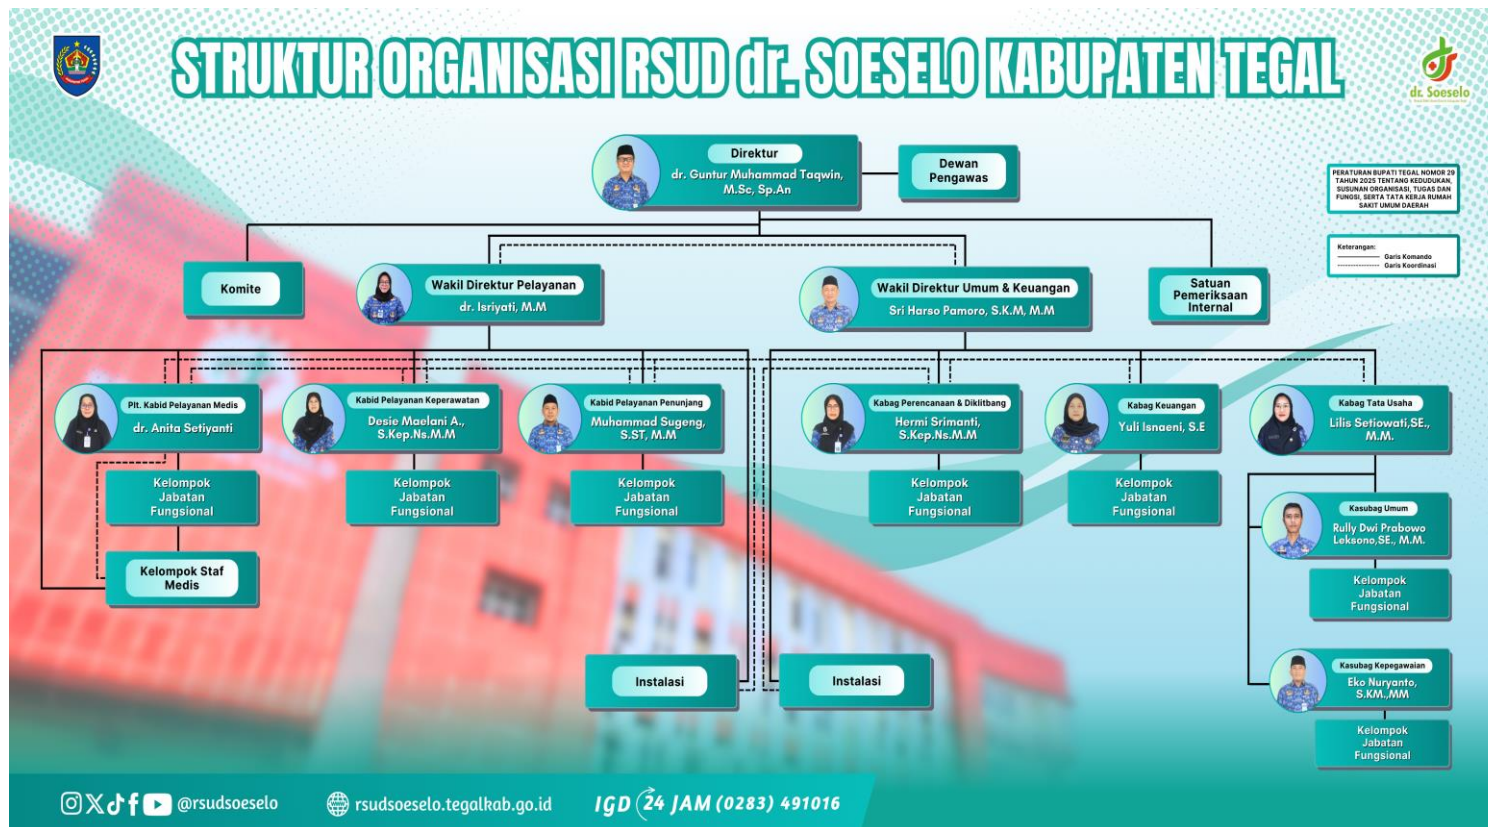 STRUKTUR ORGANISASI RSUD dr. SOESELO KABUPATEN TEGAL
dr. Soeselo
Direktur
dr. Guntur Muhammad Taqwin,
M.Sc, Sp.An
Dewan
Pengawas
PERATURAN BUPATI TEGAL NOMOR 29
TAHUN 2025 TENTANG KEDUDUKAN,
SUSUNAN ORGANISASI, TUGAS DAN
FUNGSI, SERTA TATA KERJA RUMAH
SAKIT UMUM DAERAH
Keterangan:
Garis Komando
Garis Koordinasi
Komite
Wakil Direktur Pelayanan
dr. Isriyati, M.M
Wakil Direktur Umum & Keuangan
Sri Harso Pamoro, S.K.M, M.M
Satuan
Pemeriksaan
Internal
Plt. Kabid Pelayanan Medis
dr. Anita Setiyanti
Kabid Pelayanan Keperawatan
Desie Maelani A.,
S.Kep.Ns.M.M
Kabid Pelayanan Penunjang
Muhammad Sugeng,
S.ST, M.M
Kabag Perencanaan & Diklitbang
Hermi Srimanti,
S.Kep.Ns.M.M
Kabag Keuangan
Yuli Isnaeni, S.E
Kabag Tata Usaha
Lilis Setiowati,SE.,
M.M.
Kelompok
Jabatan
Fungsional
Kelompok
Jabatan
Fungsional
Kelompok
Jabatan
Fungsional
Kelompok
Jabatan
Fungsional
Kelompok
Jabatan
Fungsional
Kasubag Umum
Rully Dwi Prabowo
Leksono,SE., M.M.
Kelompok Staf
Medis
Kelompok
Jabatan
Fungsional
Instalasi
Instalasi
Kasubag Kepegawaian
Eko Nuryanto,
S.KM.,MM
Kelompok
Jabatan
Fungsional
@rsudsoeselo
rsudsoeselo.tegalkab.go.id
IGD 24 JAM (0283) 491016